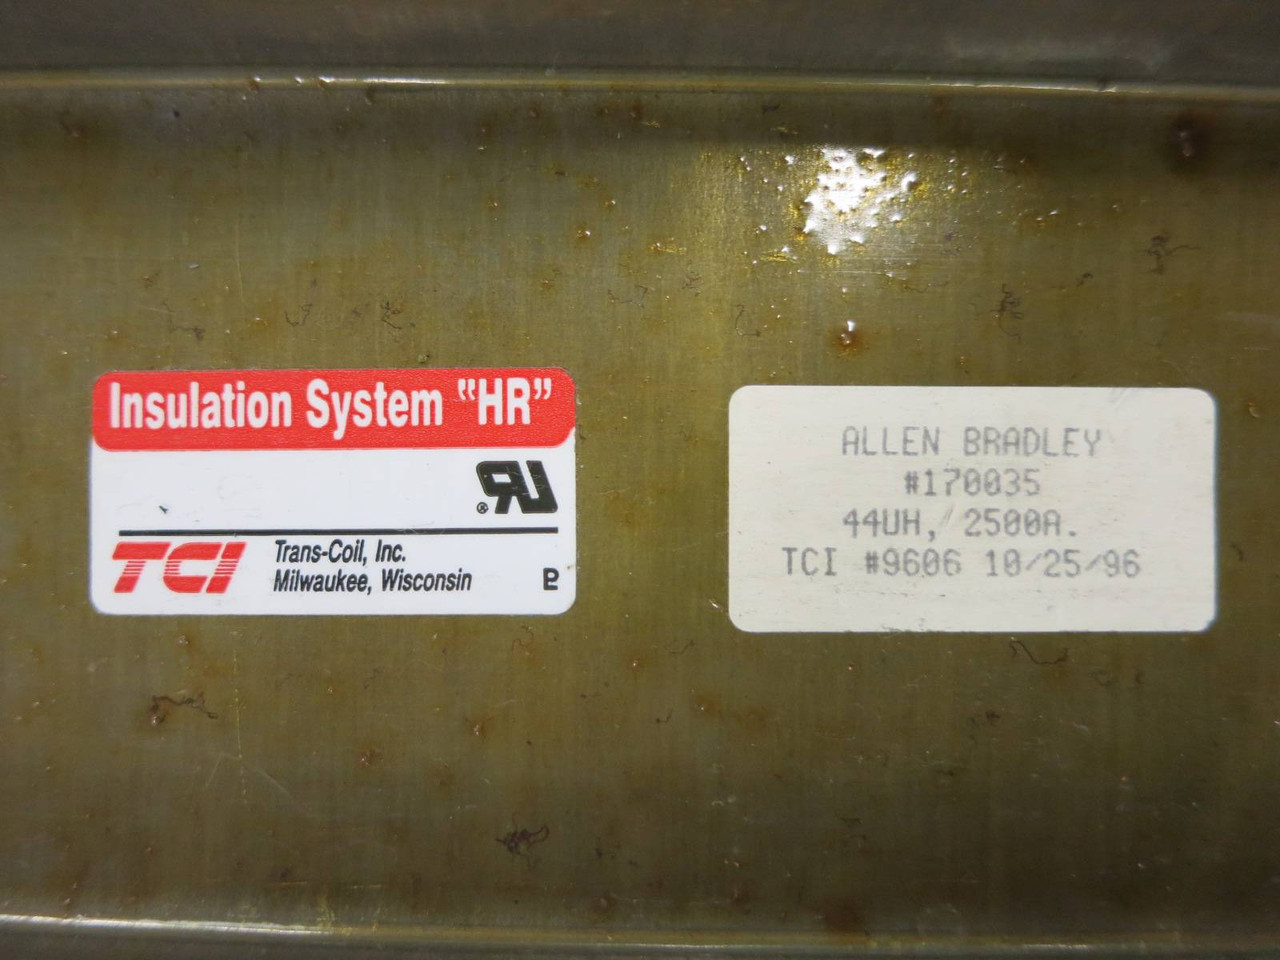 Insulation System "HR"
RU®
TCI
Trans-Coil, Inc.
Milwaukee, Wisconsin
ALLEN BRADLEY
#170035
44UH, 2500A.
TCI #9606 10/25/96